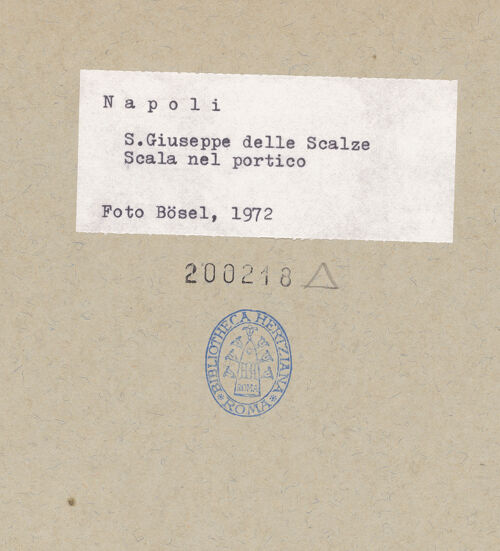 Napoli
S.Giuseppe delle Scalze
Scala nel portico
Foto Bösel, 1972
200218
BIBLIOTHECA HERTZIANA
ROMA